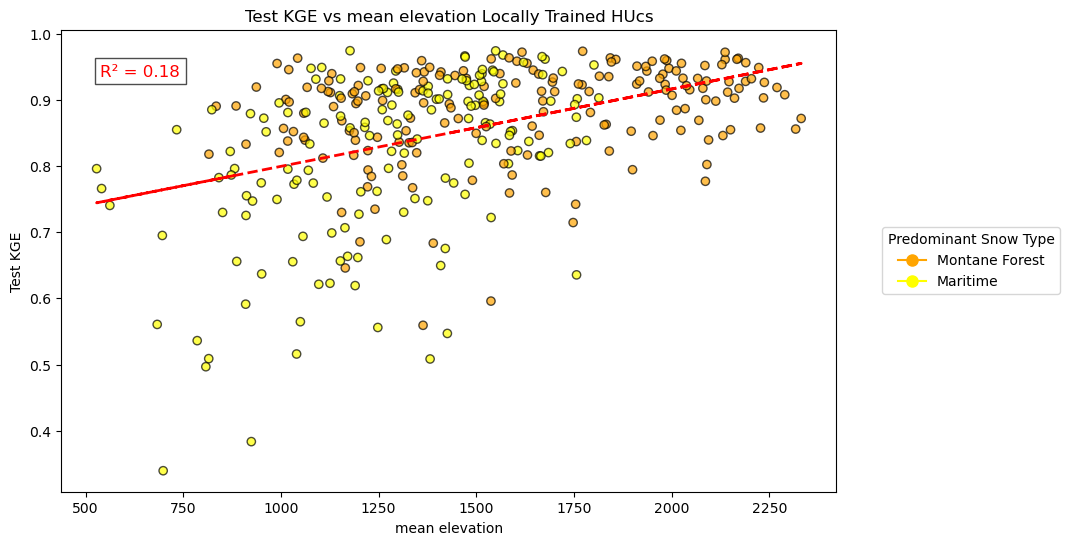 Test KGE vs mean elevation Locally Trained HUcs
R² = 0.18
1.0
0.9
0.8
0.7
0.6
0.5
0.4
Test KGE
500
750
1000
1250
1500
1750
2000
2250
mean elevation
Predominant Snow Type
Montane Forest
Maritime